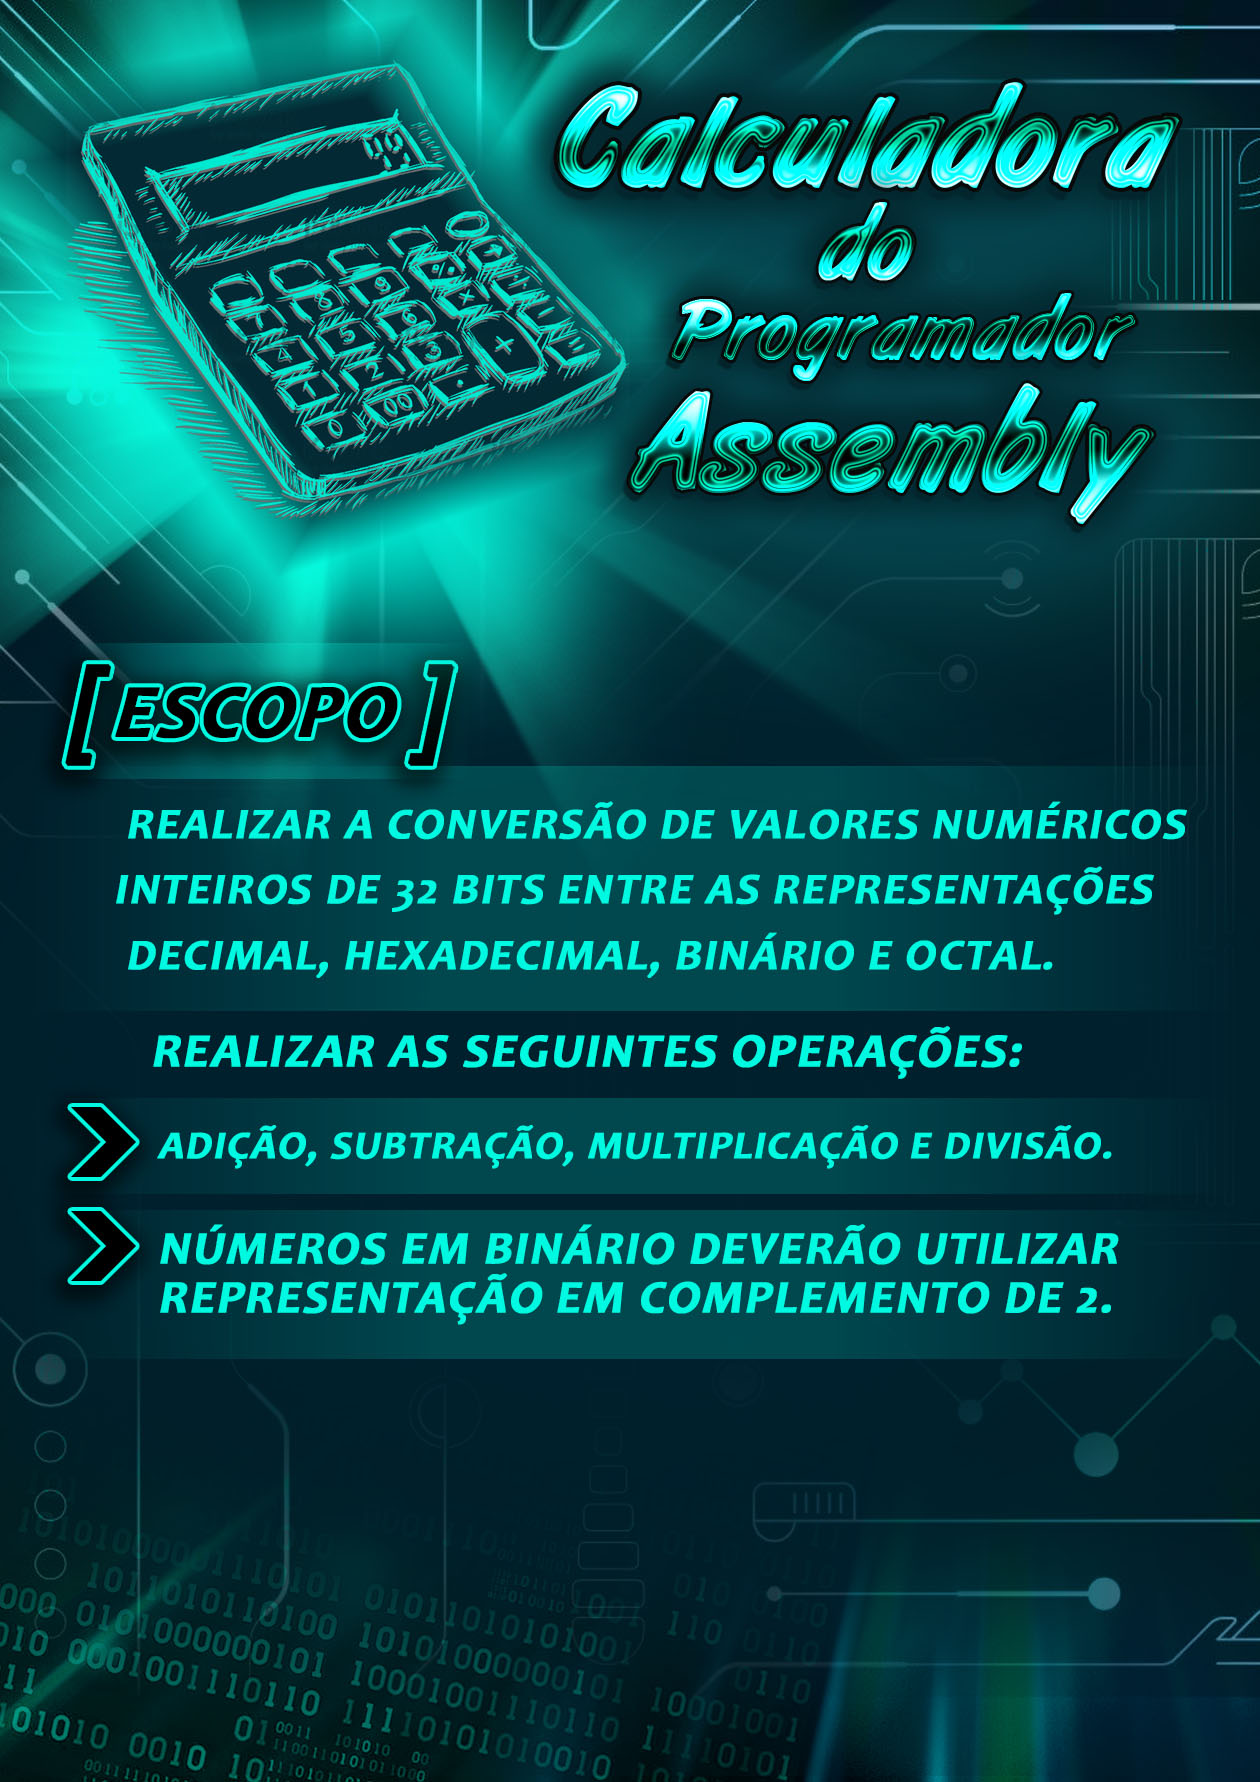 Calculadora
do
Programador
Assembly
[ESCOPO]
REALIZAR A CONVERSÃO DE VALORES NUMÉRICOS
INTEIROS DE 32 BITS ENTRE AS REPRESENTAÇÕES
DECIMAL, HEXADECIMAL, BINÁRIO E OCTAL.
REALIZAR AS SEGUINTES OPERAÇÕES:
ADIÇÃO, SUBTRAÇÃO, MULTIPLICAÇÃO E DIVISÃO.
NÚMEROS EM BINÁRIO DEVERÃO UTILIZAR
REPRESENTAÇÃO EM COMPLEMENTO DE 2.